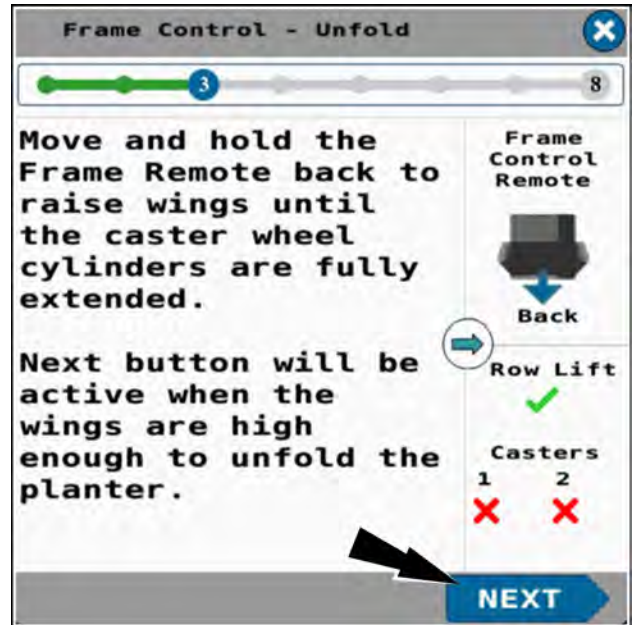 Frame Control - Unfold
3
8
Move and hold the
Frame Remote back to
raise wings until
the caster wheel
cylinders are fully
extended.
Next button will be
active when the
wings are high
enough to unfold the
planter.
Frame
Control
Remote
Back
Row Lift
Casters
1 2
NEXT